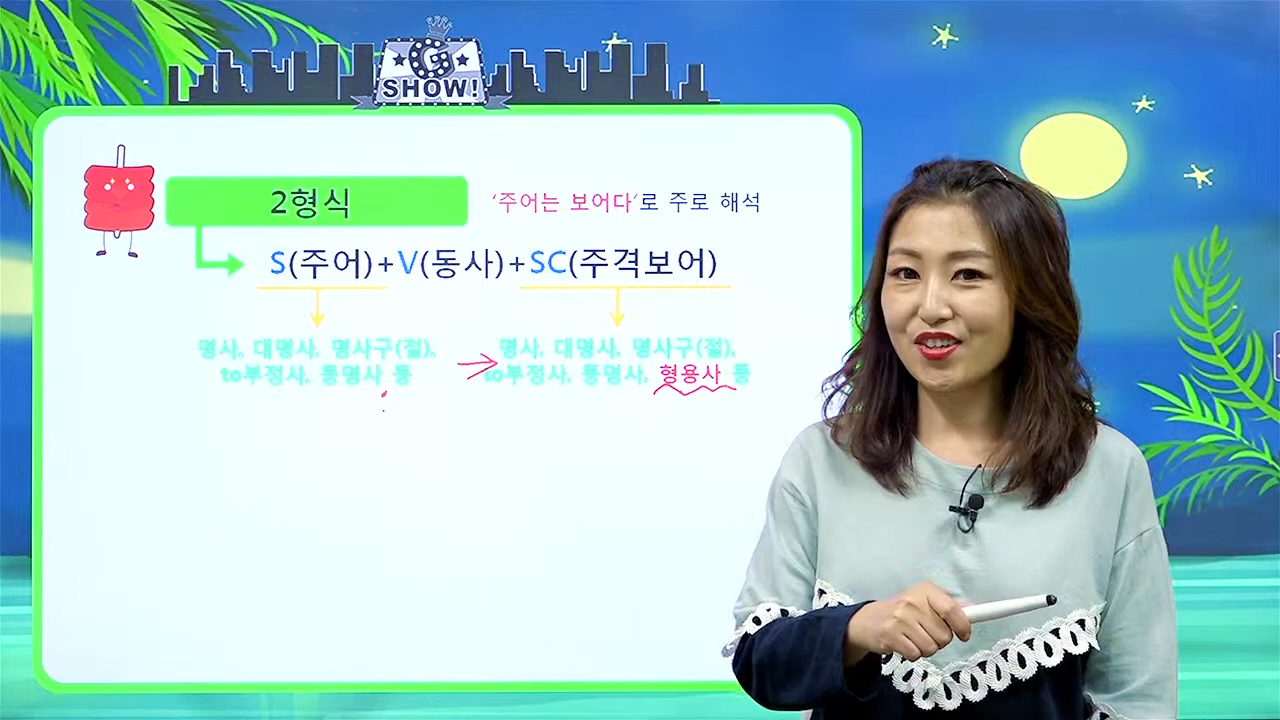 G
SHOW!
2형식
‘주어는 보어다’로 주로 해석
S(주어)+V(동사)+SC(주격보어)
명사, 대명사, 명사구(절),
to부정사, 동명사 등
명사, 대명사, 명사구(절),
to부정사, 동명사, 형용사 등